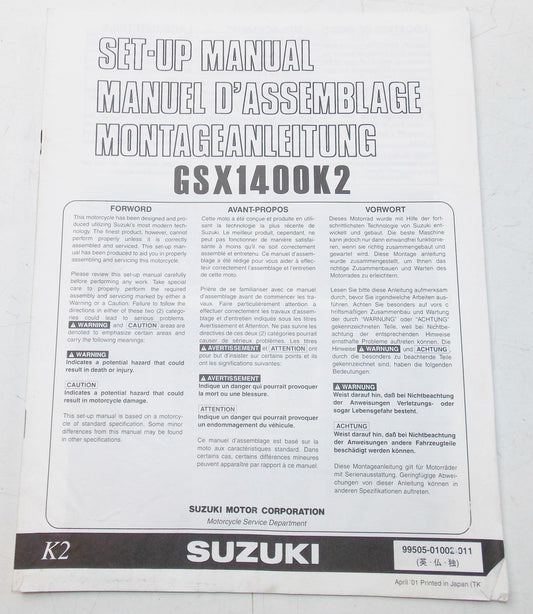 SET-UP MANUAL
MANUEL D'ASSEMBLAGE
MONTAGEANLEITUNG
GSX1400K2
FORWORD
This motorcycle has been designed and pro-
duced utilizing Suzuki's most modern tech-
nology. The finest product, however, cannot
perform properly unless it is correctly
assembled and serviced. This set-up man-
ual has been produced to aid you in properly
assembling and servicing this motorcycle.
Please review this set-up manual carefully
before performing any work. Take special
care to properly perform the required
assembly and servicing marked by either a
Warning or a Caution. Failure to follow the
directions in either of these two (2) catego-
ries could lead to serious problems.
WARNING and CAUTION areas are
denoted to emphasize certain areas and
carry the following meanings:
WARNING
Indicates a potential hazard that could
result in death or injury.
CAUTION
Indicates a potential hazard that could
result in motorcycle damage.
This set-up manual is based on a motorcy-
cle of standard specification. Some minor
differences from this manual may be found
in other specifications.
AVANT-PROPOS
Cette moto a été conçue et produite en utili-
sant la technologie la plus récente de
Suzuki. Le meilleur produit, cependant, ne
peut pas fonctionner de manière satisfai-
sante à moins qu'il ne soit correctement
assemblé et entretenu. Ce manuel d'assem-
blage a été rédigé pour vous aider à effec-
tuer correctement l'assemblage et l'entretien
de cette moto.
Prière de se familiariser avec ce manuel
d'assemblage avant de commencer les tra-
vaux. Faire particulièrement attention à
effectuer correctement les travaux d'assem-
blage et d'entretien indiqués sous les titres
Avertissement et Attention. Ne pas suivre les
directives de ces deux (2) catégories pourrait
causer de sérieux problèmes. Les titres
AVERTISSEMENT et ATTENTION ont
pour but d'insister sur certains points et ils
ont les significations suivantes:
AVERTISSEMENT
Indique un danger qui pourrait provoquer
la mort ou une blessure.
ATTENTION
Indique un danger qui pourrait provoquer
un endommagement du véhicule.
Ce manuel d'assemblage est basé sur la
moto aux caractéristiques standard. Dans
certains cas, certaines différences mineures
peuvent apparaître par rapport à ce manuel.
VORWORT
Dieses Motorrad wurde mit Hilfe der fort-
schrittlichsten Technologie von Suzuki ent-
wickelt und gebaut. Die beste Maschine
kann jedoch nur dann einwandfrei funktionie-
ren, wenn sie richtig zusammengebaut und
gewartet wird. Diese Montage anleitung
wurde zusammengestellt, um Ihnen das
richtige Zusammenbauen und Warten des
Motorrades zu erleichtern.
Lesen Sie bitte diese Anleitung aufmerksam
durch, bevor Sie irgendwelche Arbeiten aus-
führen. Achten Sie besonders auf vor-
schriftsmäßigen Zusammenbau und Wartung
der durch "WARNUNG" oder "ACHTUNG"
gekennzeichneten Teile, weil bei Nichtbe-
achtung der entsprechenden Hinweise
ernsthafte Probleme auftreten können. Die
Hinweise WARNUNG und ACHTUNG,
durch die besonders zu beachtende Teile
gekennzeichnet sind, haben die folgenden
Bedeutungen.
WARNUNG
Weist darauf hin, daß bei Nichtbeachtung
der Anweisungen Verletzungs- oder
sogar Lebensgefahr besteht.
ACHTUNG
Weist darauf hin, daß bei Nichtbeachtung
der Anweisungen andere Fahrzeugteile
beschädigt werden können.
Diese Montageanleitung gilt für Motorräder
mit Serienausstattung. Geringfügige Abwei-
chungen von dieser Anleitung können in
anderen Spezifikationen auftreten.
SUZUKI MOTOR CORPORATION
Motorcycle Service Department
K2
SUZUKI
99505-01002-011
(英・仏・独)
April '01 Printed in Japan (TK